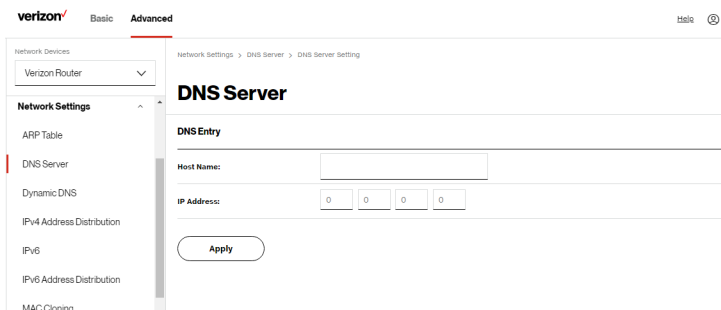 verizon✓ Basic Advanced Help
Network Devices
Verizon Router
Network Settings
ARP Table
DNS Server
Dynamic DNS
IPv4 Address Distribution
IPv6
IPv6 Address Distribution
MAC Cloning
Network Settings > DNS Server > DNS Server Setting
DNS Server
DNS Entry
Host Name:
IP Address: 0 0 0 0
Apply